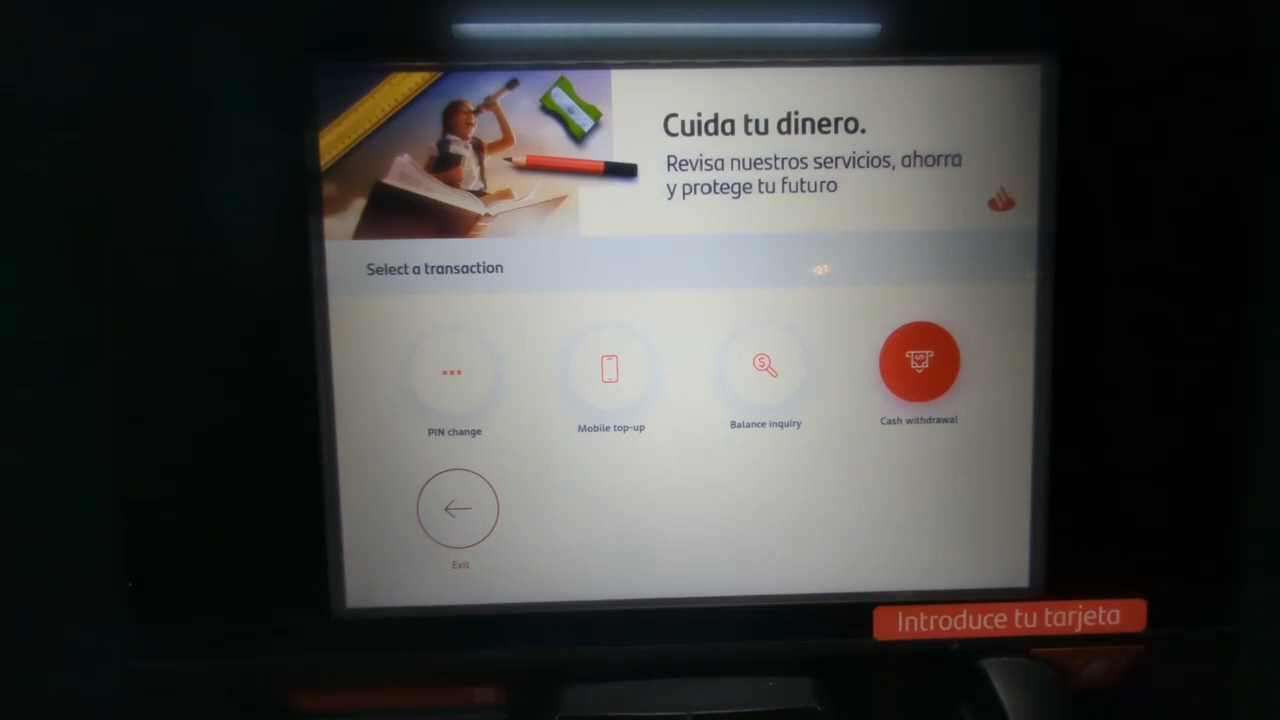 Cuida tu dinero.
Revisa nuestros servicios, ahorra
y protege tu futuro
Select a transaction
PIN change
Mobile top-up
Balance inquiry
Cash withdrawal
Exit
Introduce tu tarjeta